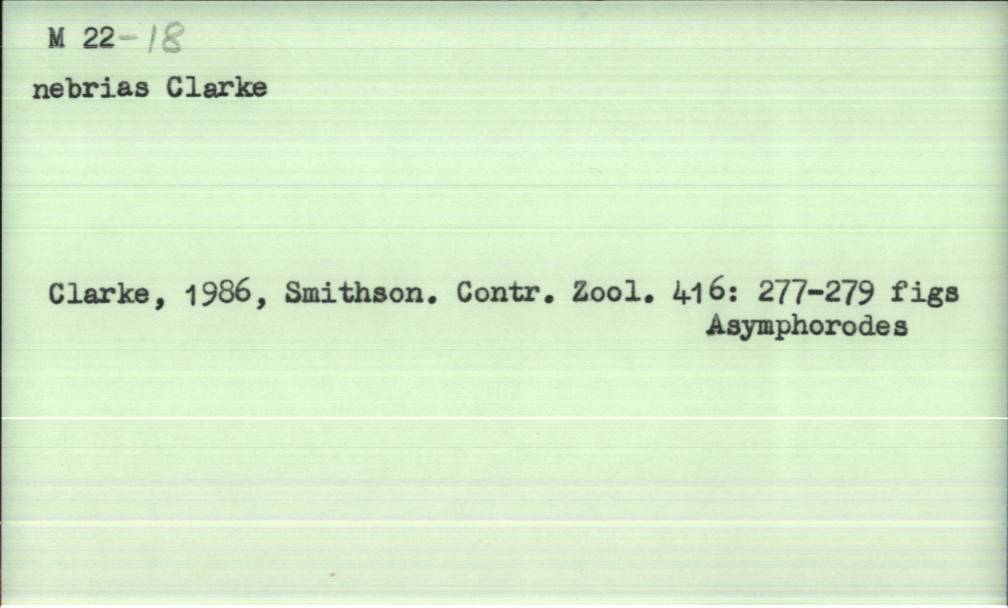 M 22-18
nebrias Clarke
Clarke, 1986, Smithson. Contr. Zool. 416: 277-279 figs
Asymphorodes